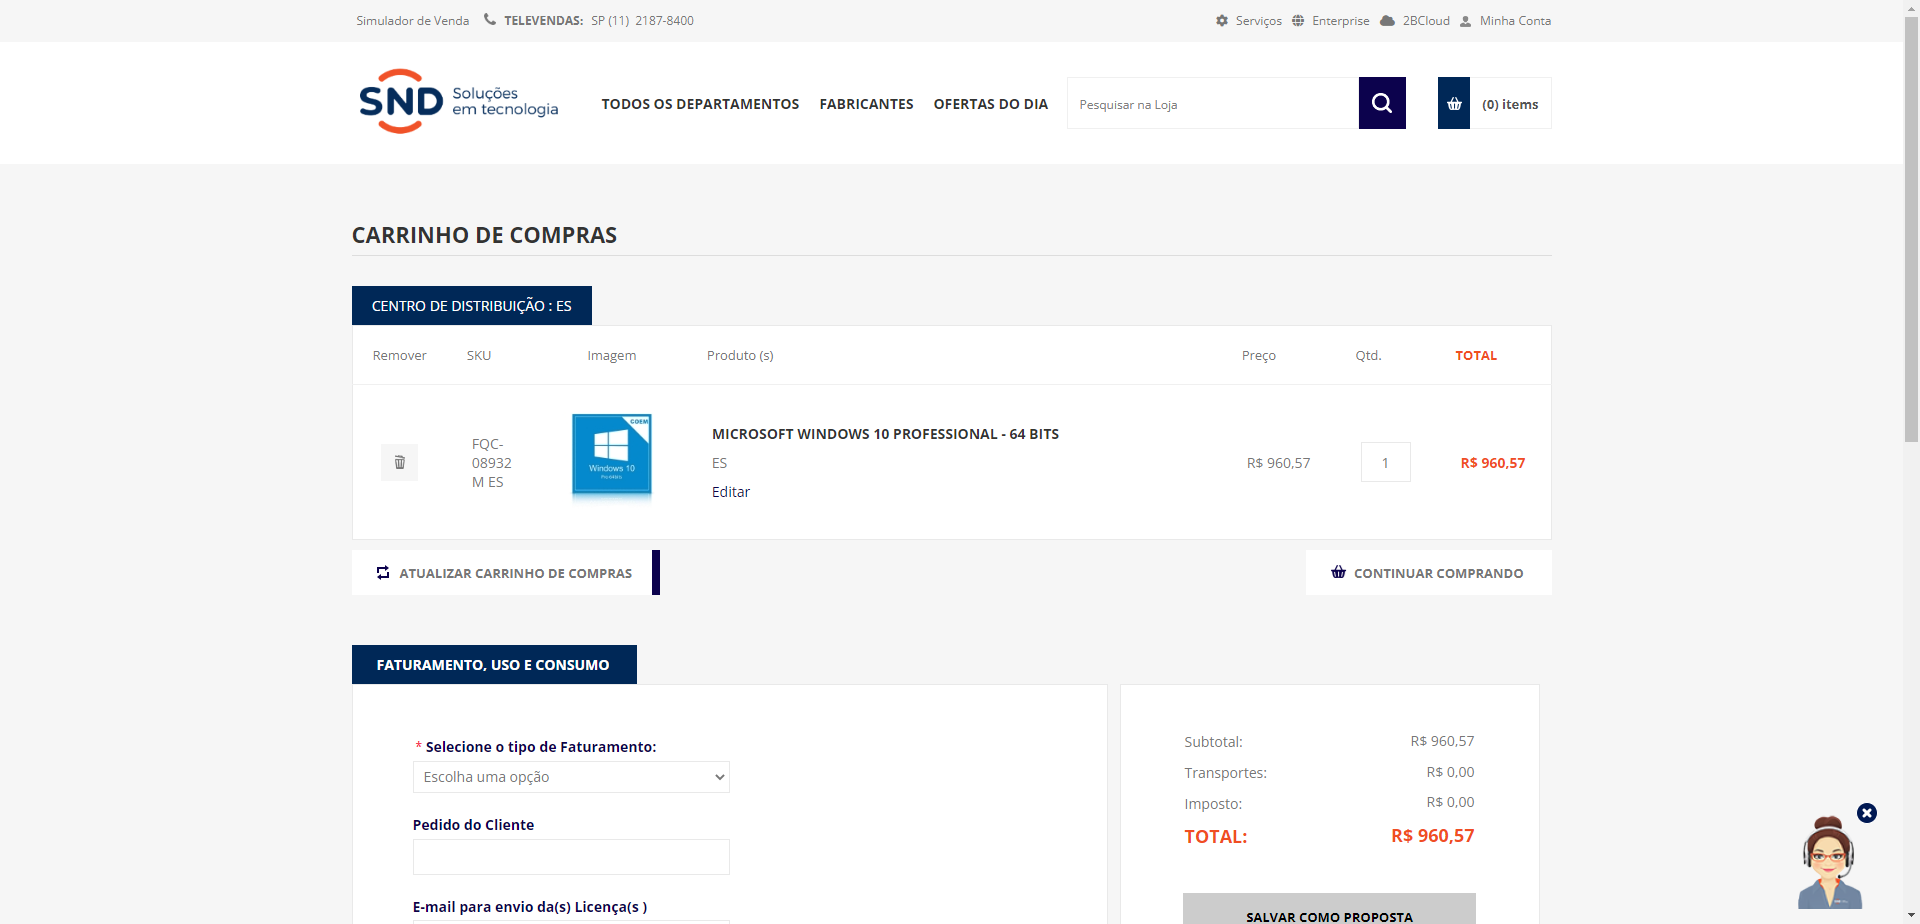 Simulador de Venda TELEVENDAS: SP (11) 2187-8400 Serviços Enterprise 2BCloud Minha Conta
SND Soluções
em tecnologia
TODOS OS DEPARTAMENTOS FABRICANTES OFERTAS DO DIA Pesquisar na Loja (0) items
CARRINHO DE COMPRAS
CENTRO DE DISTRIBUIÇÃO : ES
Remover SKU Imagem Produto (s) Preço Qtd. TOTAL
FQC-
08932
M ES
COEM
Windows 10
MICROSOFT WINDOWS 10 PROFESSIONAL - 64 BITS
ES
Editar
R$ 960,57 1 R$ 960,57
ATUALIZAR CARRINHO DE COMPRAS CONTINUAR COMPRANDO
FATURAMENTO, USO E CONSUMO
* Selecione o tipo de Faturamento:
Escolha uma opção
Pedido do Cliente
E-mail para envio da(s) Licença(s )
Subtotal: R$ 960,57
Transportes: R$ 0,00
Imposto: R$ 0,00
TOTAL: R$ 960,57
SALVAR COMO PROPOSTA